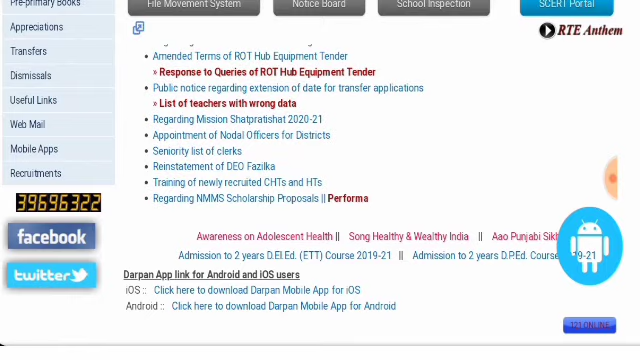 Pre-primary Books
File Movement System
Notice Board
School Inspection
SCERT Portal
Appreciations
RTE Anthem
Transfers
Amended Terms of ROT Hub Equipment Tender
» Response to Queries of ROT Hub Equipment Tender
Dismissals
Public notice regarding extension of date for transfer applications
Useful Links
» List of teachers with wrong data
Web Mail
Regarding Mission Shatpratishat 2020-21
Appointment of Nodal Officers for Districts
Mobile Apps
Seniority list of clerks
Reinstatement of DEO Fazilka
Recruitments
Training of newly recruited CHTs and HTs
39696322
Regarding NMMS Scholarship Proposals || Performa
facebook
Awareness on Adolescent Health || Song Healthy & Wealthy India || Aao Punjabi
Admission to 2 years D.El.Ed. (ETT) Course 2019-21 || Admission to 2 years D.P.Ed. 19-21
twitter
Darpan App link for Android and iOS users
iOS :: Click here to download Darpan Mobile App for iOS
Android :: Click here to download Darpan Mobile App for Android
ONLINE